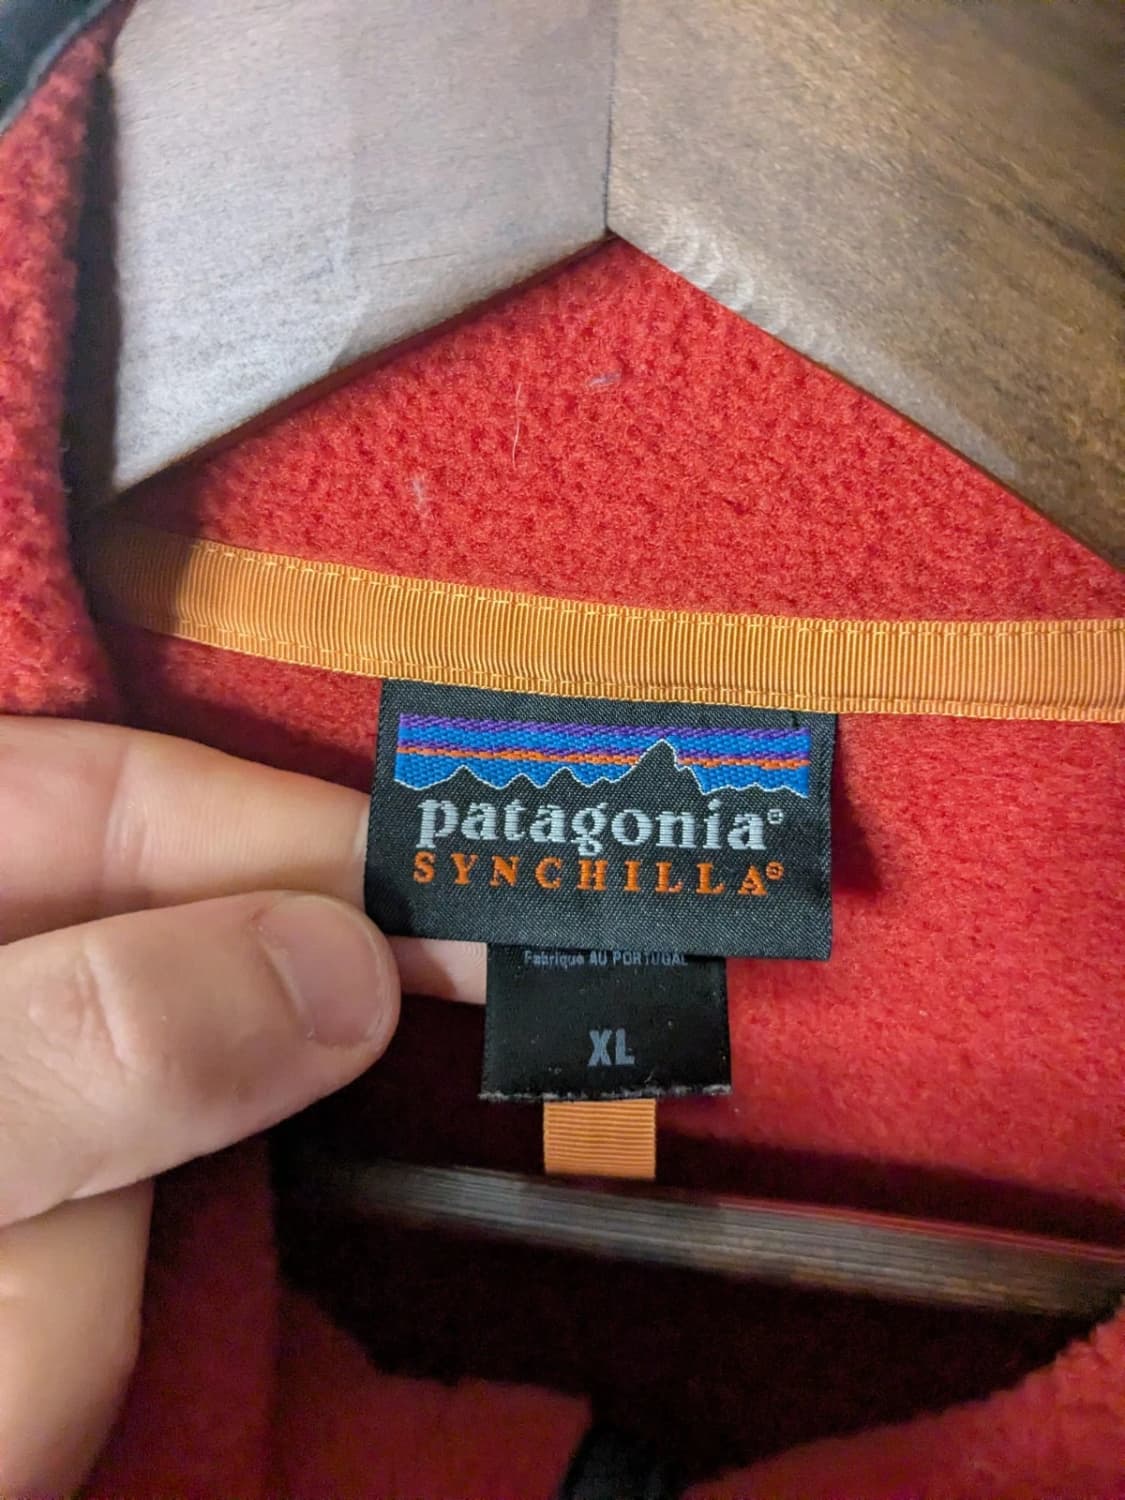 patagonia®
SYNCHILLA®
Fabriqué AU PORTUGAL
XL